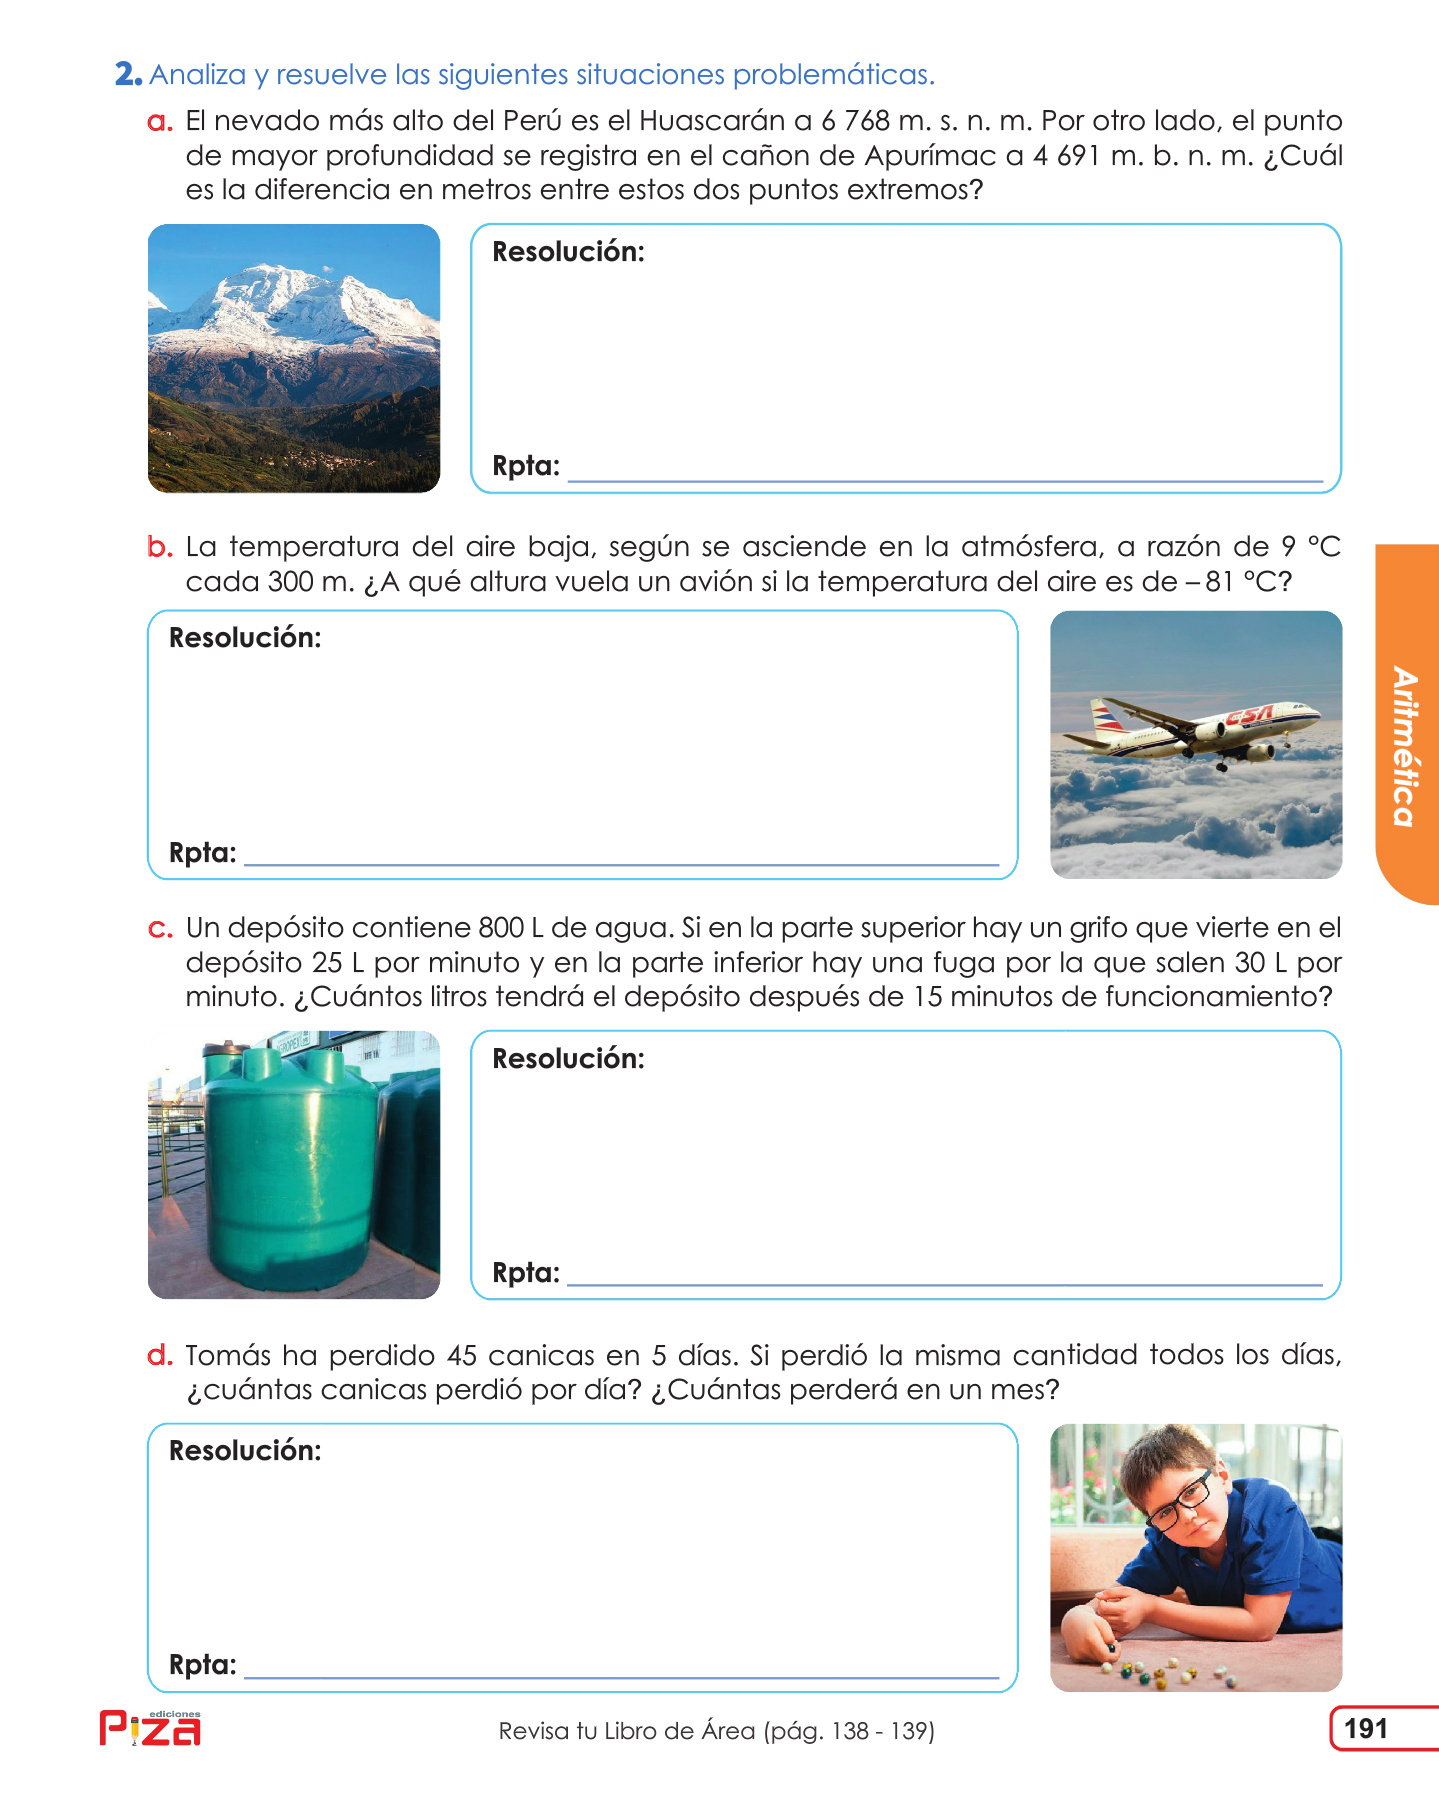 2. Analiza y resuelve las siguientes situaciones problemáticas.
a. El nevado más alto del Perú es el Huascarán a 6 768 m. s. n. m. Por otro lado, el punto
de mayor profundidad se registra en el cañon de Apurímac a 4 691 m. b. n. m. ¿Cuál
es la diferencia en metros entre estos dos puntos extremos?
Resolución:
Rpta:
b. La temperatura del aire baja, según se asciende en la atmósfera, a razón de 9 °C
cada 300 m. ¿A qué altura vuela un avión si la temperatura del aire es de – 81 °C?
Resolución:
CSA
Rpta:
Aritmética
c. Un depósito contiene 800 L de agua. Si en la parte superior hay un grifo que vierte en el
depósito 25 L por minuto y en la parte inferior hay una fuga por la que salen 30 L por
minuto. ¿Cuántos litros tendrá el depósito después de 15 minutos de funcionamiento?
Resolución:
Rpta:
d. Tomás ha perdido 45 canicas en 5 días. Si perdió la misma cantidad todos los días,
¿cuántas canicas perdió por día? ¿Cuántas perderá en un mes?
Resolución:
Rpta:
ediciones
Piza
Revisa tu Libro de Área (pág. 138 - 139)
191